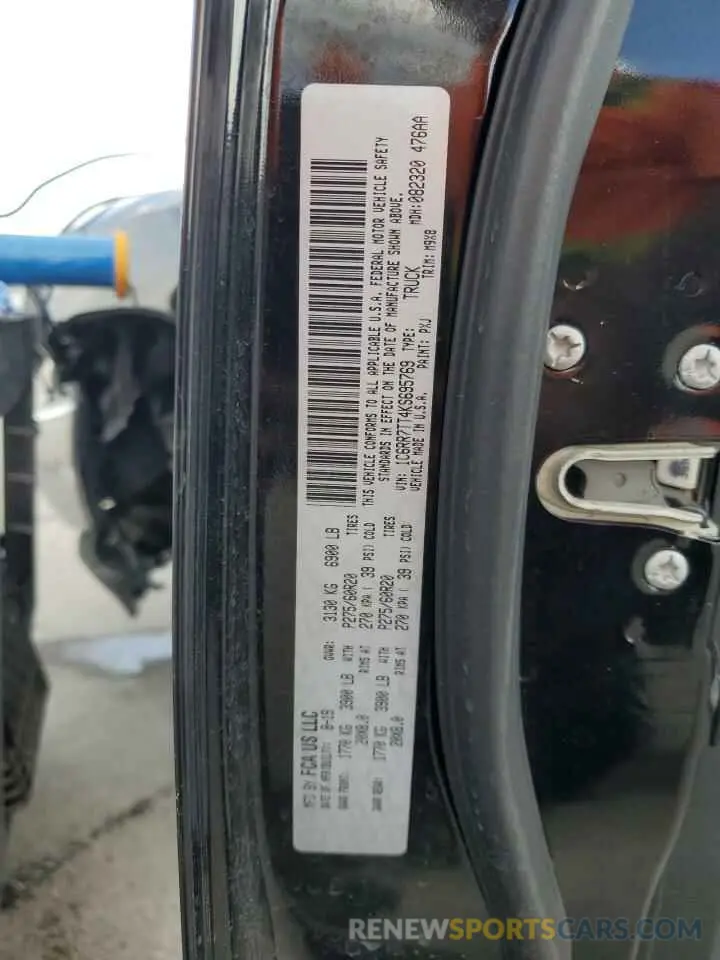 MFD BY FCA US LLC
DATE OF MFR: 8-19 GVWR: 3130 KG 6900 LB
GAWR FRONT: 1770 KG 3900 LB WITH P275/60R20 TIRES
20X8.0 RIMS AT 270 KPA ( 39 PSI) COLD
GAWR REAR: 1770 KG 3900 LB WITH P275/60R20 TIRES
20X8.0 RIMS AT 270 KPA ( 39 PSI) COLD
THIS VEHICLE CONFORMS TO ALL APPLICABLE U.S.A. FEDERAL MOTOR VEHICLE SAFETY
STANDARDS IN EFFECT ON THE DATE OF MANUFACTURE SHOWN ABOVE.
VIN: 1C6RR7TT4KS695769 TYPE: TRUCK MDH:082320 476AA
VEHICLE MADE IN U.S.A. PAINT: PXJ TRIM: M9X8
RENEWSPORTSCARS.COM